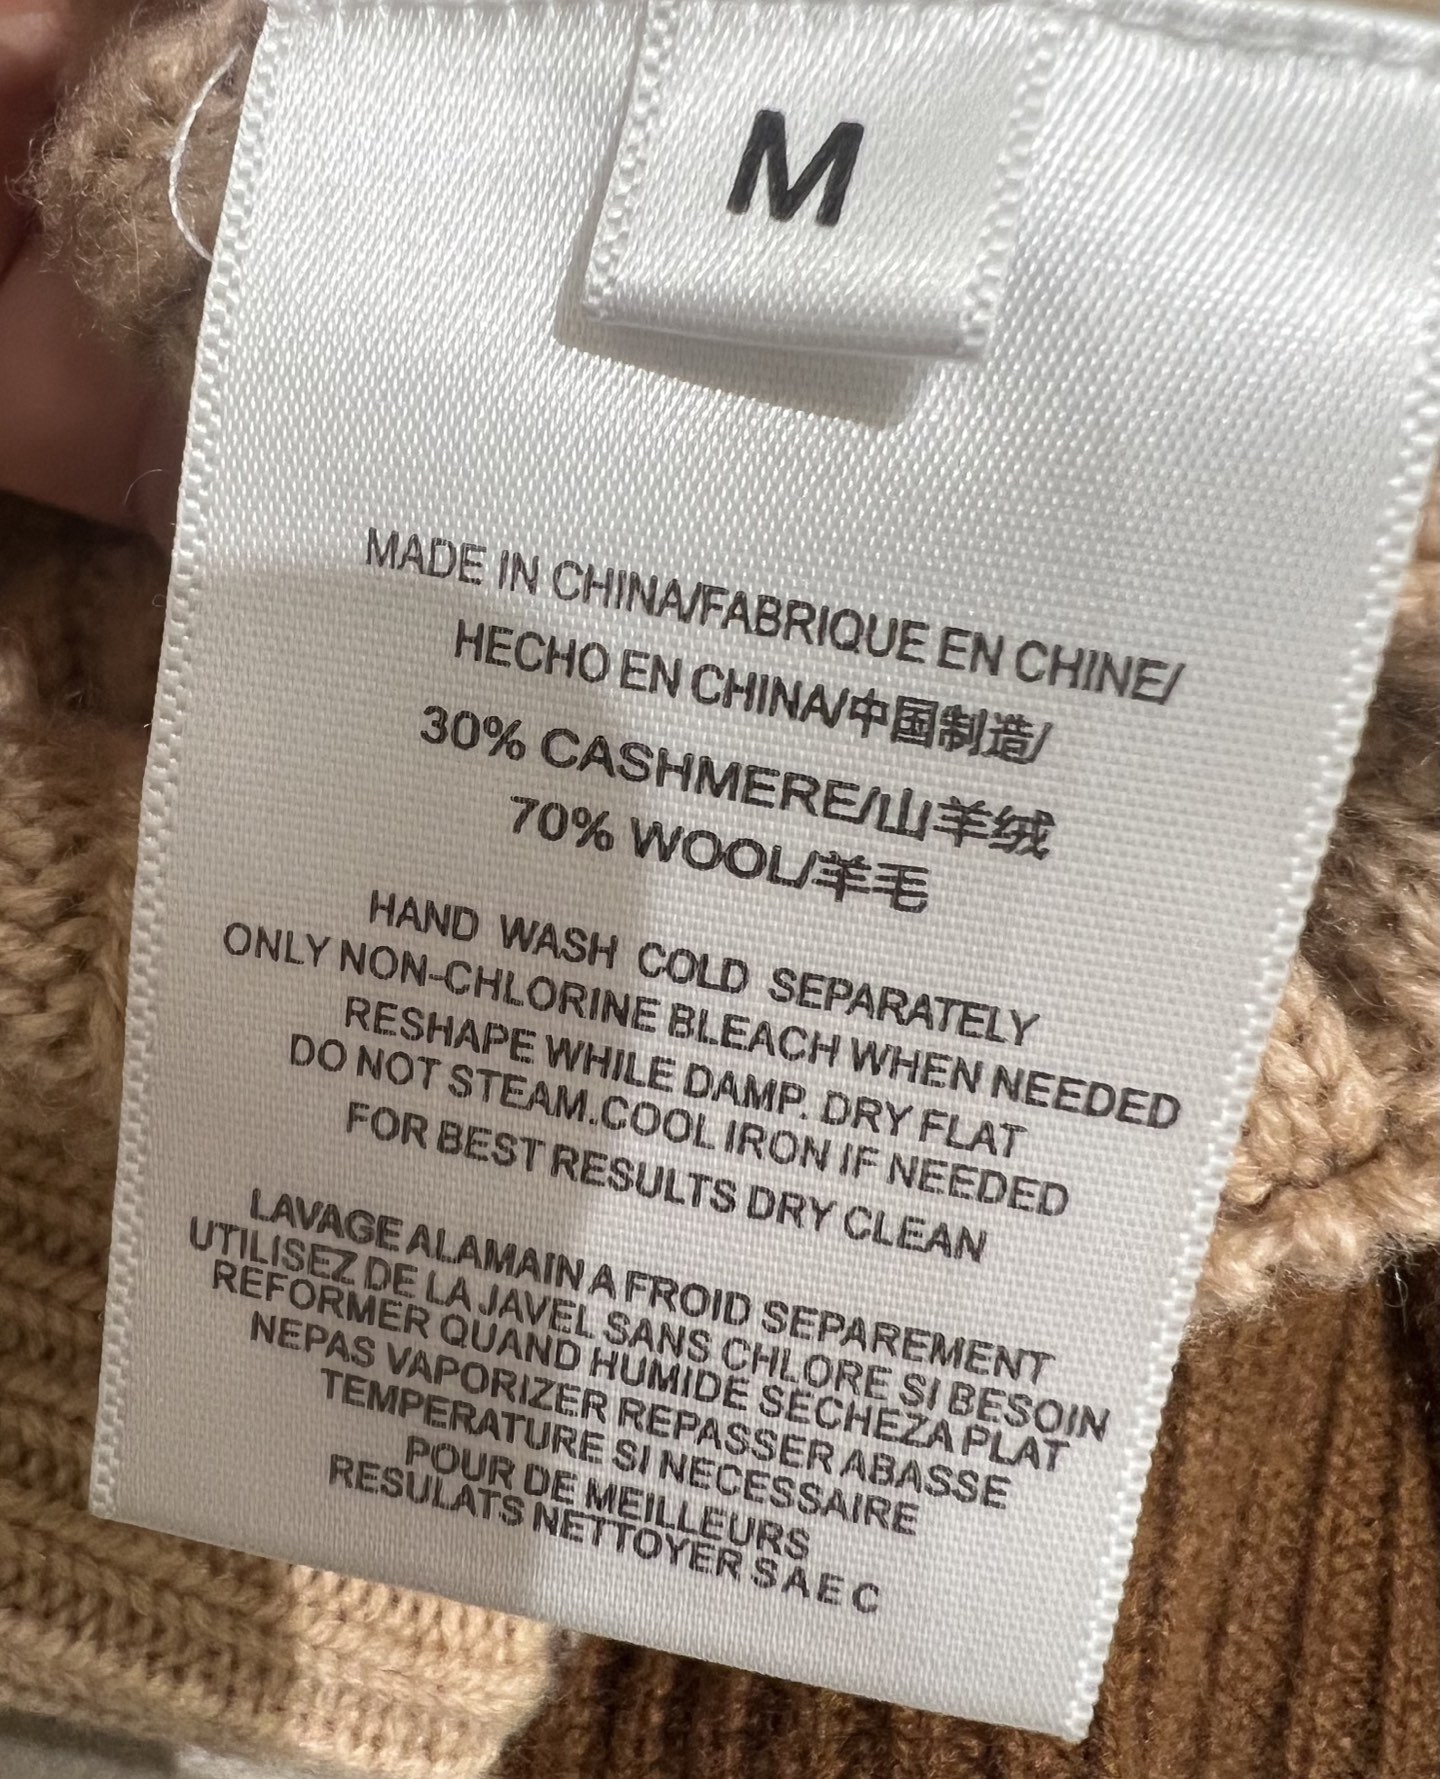 M
MADE IN CHINA/FABRIQUE EN CHINE/
HECHO EN CHINA/中国制造/
30% CASHMERE/山羊绒
70% WOOL/羊毛
HAND WASH COLD SEPARATELY
ONLY NON-CHLORINE BLEACH WHEN NEEDED
RESHAPE WHILE DAMP. DRY FLAT
DO NOT STEAM.COOL IRON IF NEEDED
FOR BEST RESULTS DRY CLEAN
LAVAGE ALAMAIN A FROID SEPAREMENT
UTILISEZ DE LA JAVEL SANS CHLORE SI BESOIN
REFORMER QUAND HUMIDE SECHEZA PLAT
NEPAS VAPORIZER REPASSER ABASSE
TEMPERATURE SI NECESSAIRE
POUR DE MEILLEURS
RESULATS NETTOYER S A E C